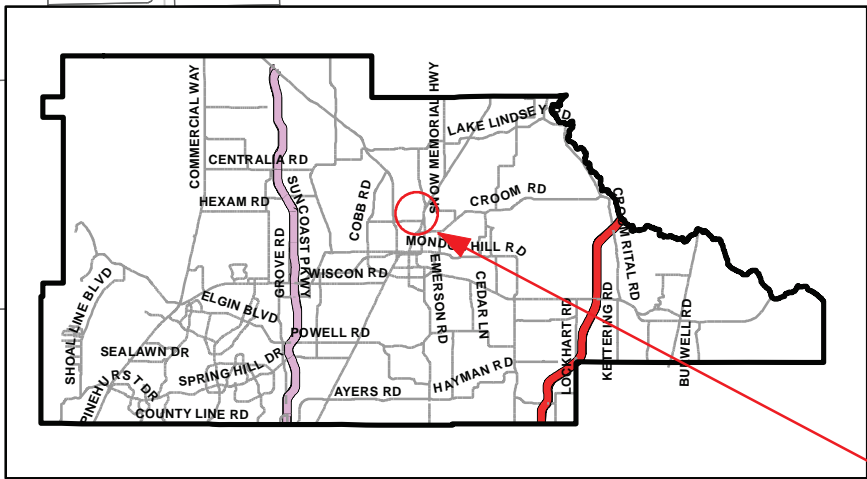 COMMERCIAL WAY
SNOW MEMORIAL HWY
LAKE LINDSEY RD
CENTRALIA RD
HEXAM RD
SUNCOAST PKWY
COBB RD
CROOM RD
CROOM RITAL RD
MONDON HILL RD
GROVE RD
WISCON RD
EMERSON RD
CEDAR LN
SHOAL LINE BLVD
ELGIN BLVD
POWELL RD
LOCKHART RD
KETTERING RD
BURWELL RD
SEALAWN DR
SPRING HILL DR
PINEHURST DR
AYERS RD
HAYMAN RD
COUNTY LINE RD